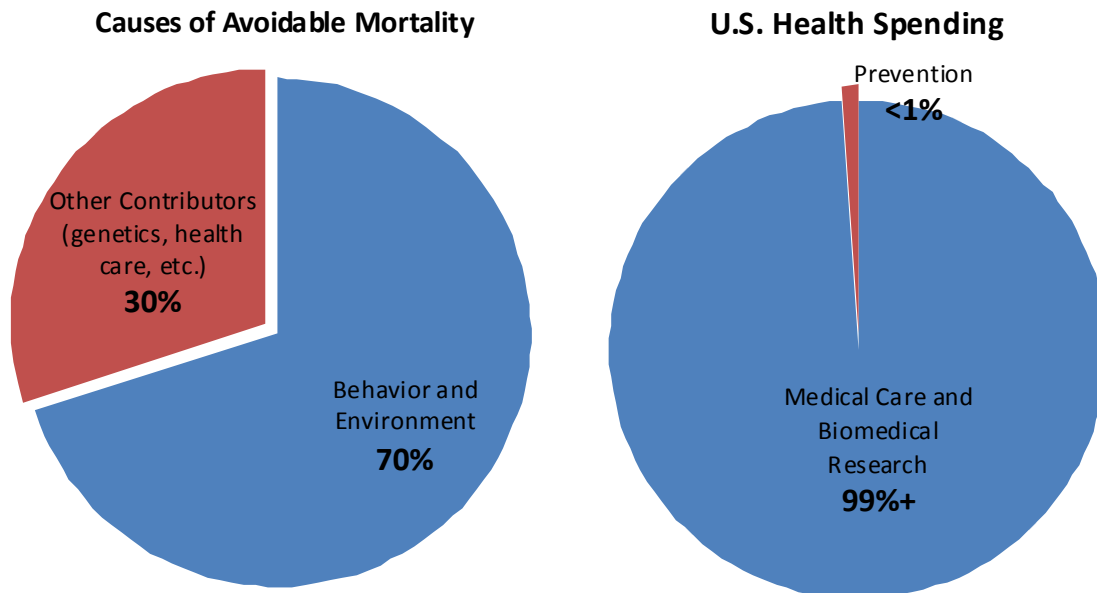 Causes of Avoidable Mortality
Other Contributors
(genetics, health
care, etc.)
30%
Behavior and
Environment
70%
U.S. Health Spending
Prevention
<1%
Medical Care and
Biomedical
Research
99%+